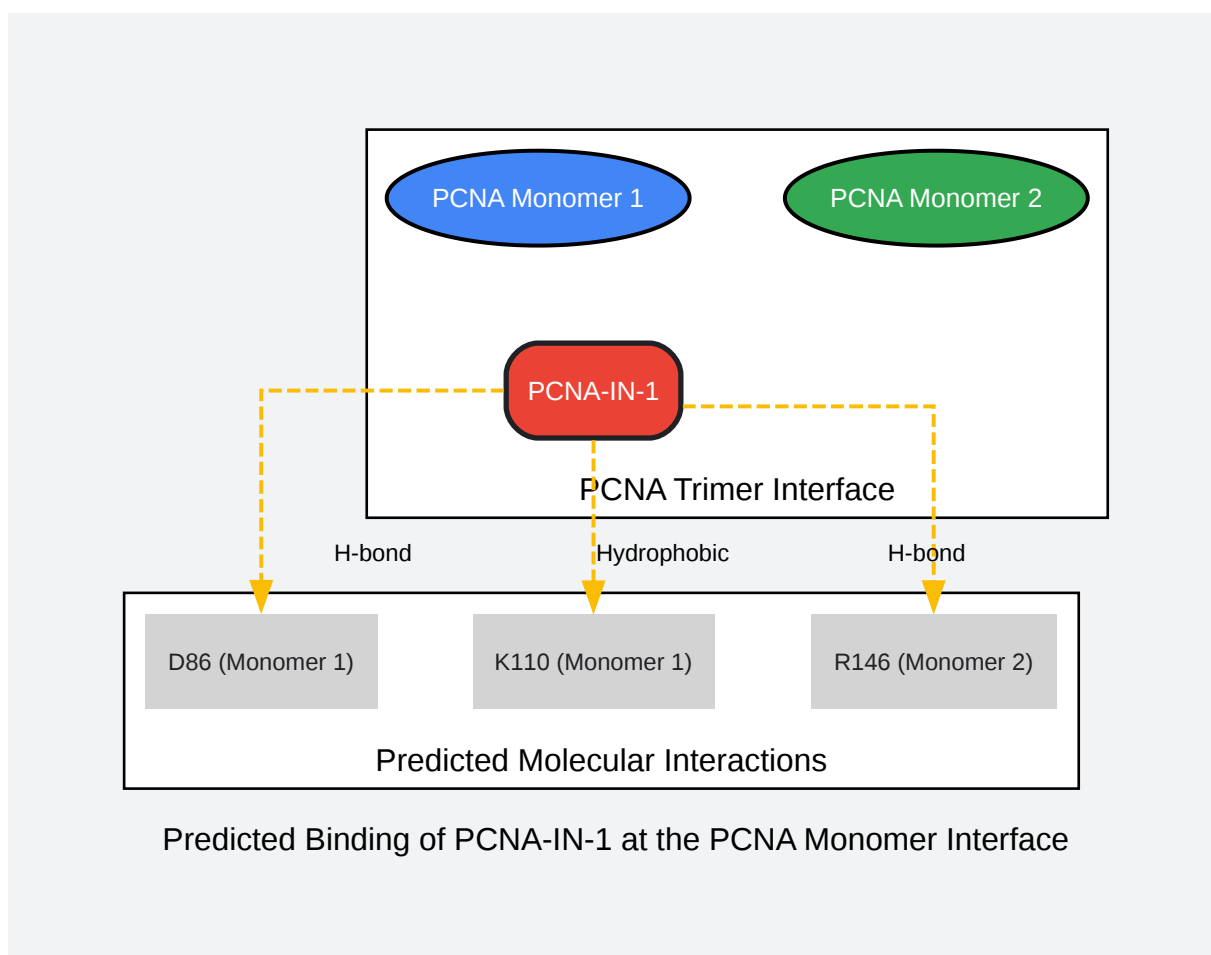 PCNA Monomer 1
PCNA Monomer 2
PCNA-IN-1
PCNA Trimer Interface
H-bond
Hydrophobic
H-bond
D86 (Monomer 1)
K110 (Monomer 1)
R146 (Monomer 2)
Predicted Molecular Interactions
Predicted Binding of PCNA-IN-1 at the PCNA Monomer Interface